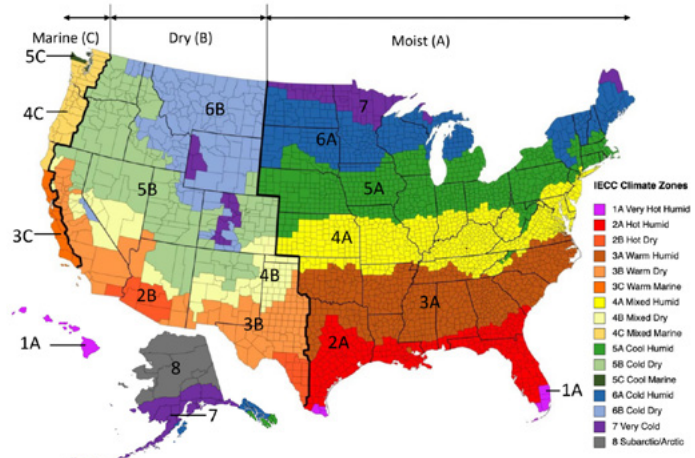 Marine (C)
Dry (B)
Moist (A)
5C
4C
6B
7
6A
5B
5A
3C
4A
4B
2B
3B
3A
2A
1A
8
7
1A
IECC Climate Zones
1A Very Hot Humid
2A Hot Humid
2B Hot Dry
3A Warm Humid
3B Warm Dry
3C Warm Marine
4A Mixed Humid
4B Mixed Dry
4C Mixed Marine
5A Cool Humid
5B Cold Dry
5C Cool Marine
6A Cold Humid
6B Cold Dry
7 Very Cold
8 Subarctic/Arctic